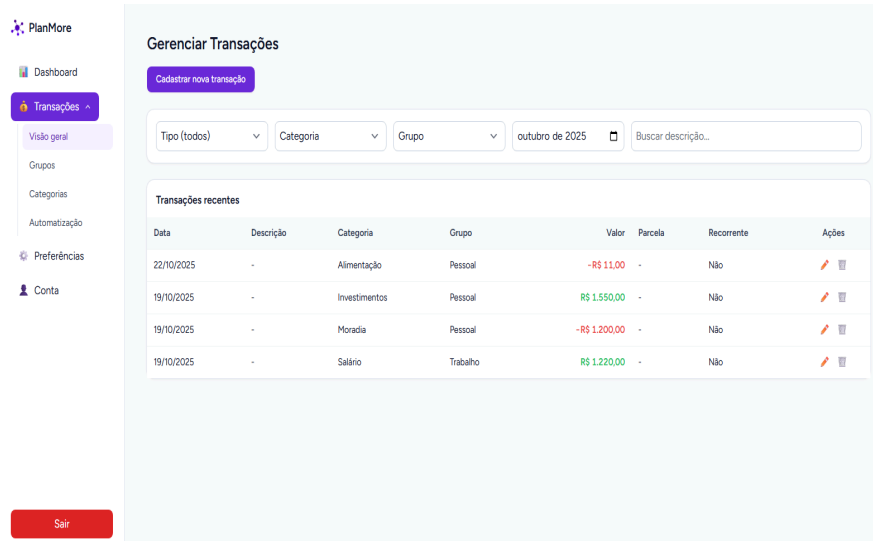 PlanMore
Dashboard
Transações
Visão geral
Grupos
Categorias
Automatização
Preferências
Conta
Sair
Gerenciar Transações
Cadastrar nova transação
Tipo (todos) Categoria Grupo outubro de 2025 Buscar descrição...
Transações recentes
Data Descrição Categoria Grupo Valor Parcela Recorrente Ações
22/10/2025 - Alimentação Pessoal -R$ 11,00 - Não
19/10/2025 - Investimentos Pessoal R$ 1.550,00 - Não
19/10/2025 - Moradia Pessoal -R$ 1.200,00 - Não
19/10/2025 - Salário Trabalho R$ 1.220,00 - Não